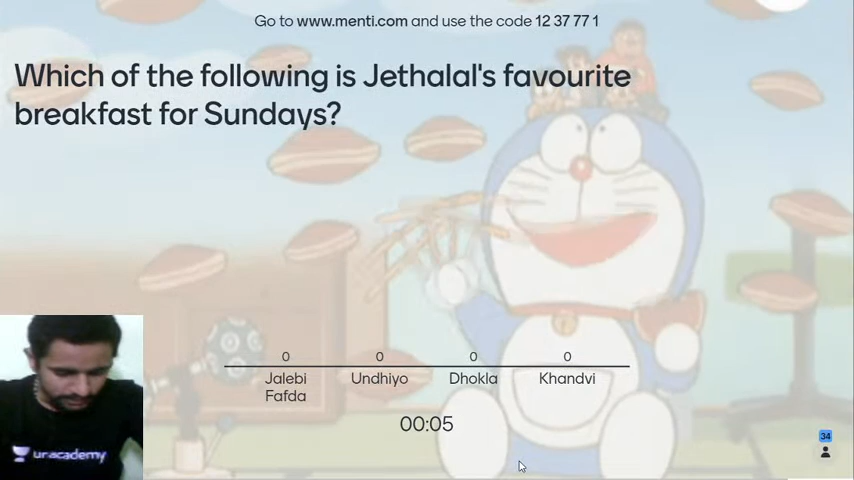 Go to www.menti.com and use the code 12 37 77 1
Which of the following is Jethalal's favourite
breakfast for Sundays?
0 0 0 0
Jalebi Undhiyo Dhokla Khandvi
Fafda
00:05
34
unacademy